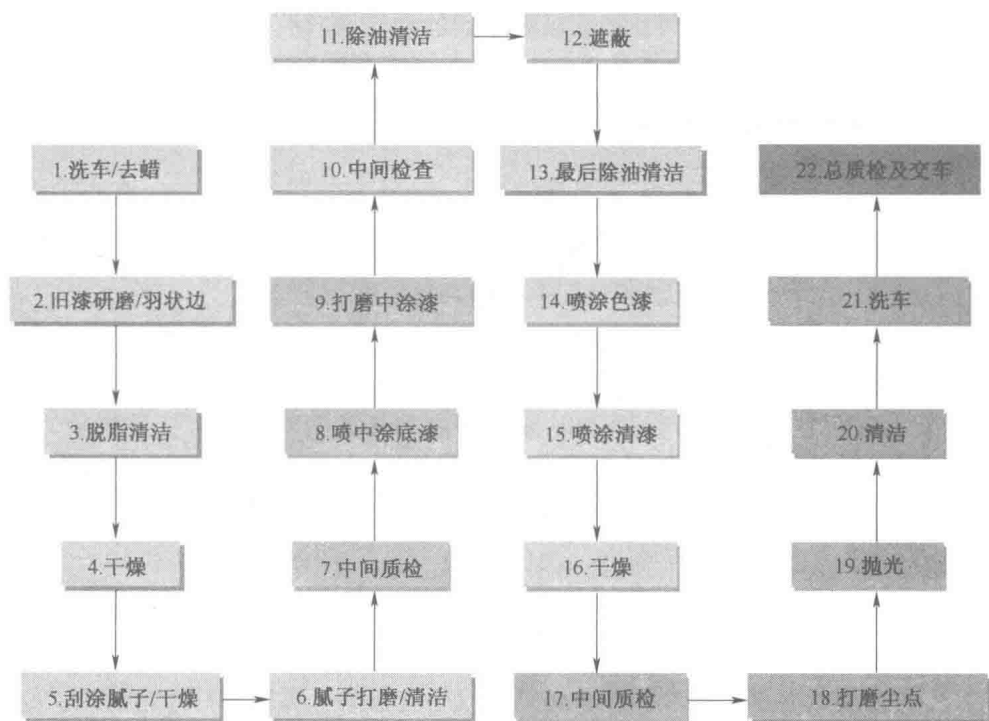 1.洗车/去蜡
2.旧漆研磨/羽状边
3.脱脂清洁
4.干燥
5.刮涂腻子/干燥
6.腻子打磨/清洁
7.中间质检
8.喷中涂底漆
9.打磨中涂漆
10.中间检查
11.除油清洁
12.遮蔽
13.最后除油清洁
14.喷涂色漆
15.喷涂清漆
16.干燥
17.中间质检
18.打磨尘点
19.抛光
20.清洁
21.洗车
22.总质检及交车